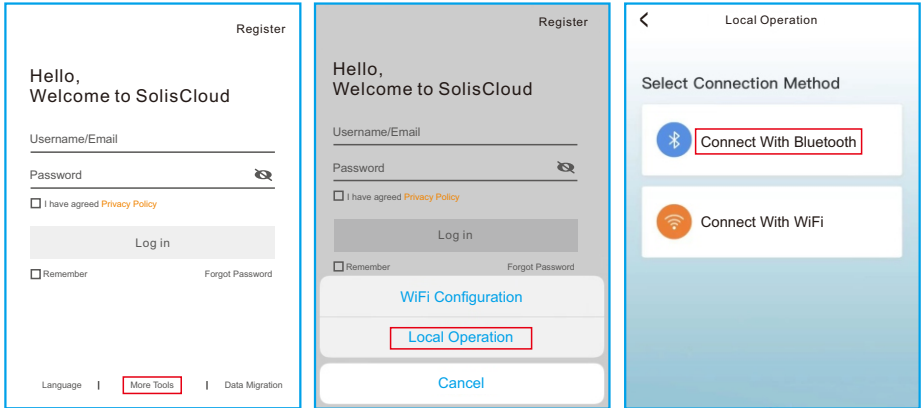 Register
Hello,
Welcome to SolisCloud
Username/Email
Password
I have agreed Privacy Policy
Log in
Remember Forgot Password
Language | More Tools | Data Migration
Register
Hello,
Welcome to SolisCloud
Username/Email
Password
I have agreed Privacy Policy
Log in
Remember Forgot Password
WiFi Configuration
Local Operation
Cancel
Local Operation
Select Connection Method
Connect With Bluetooth
Connect With WiFi